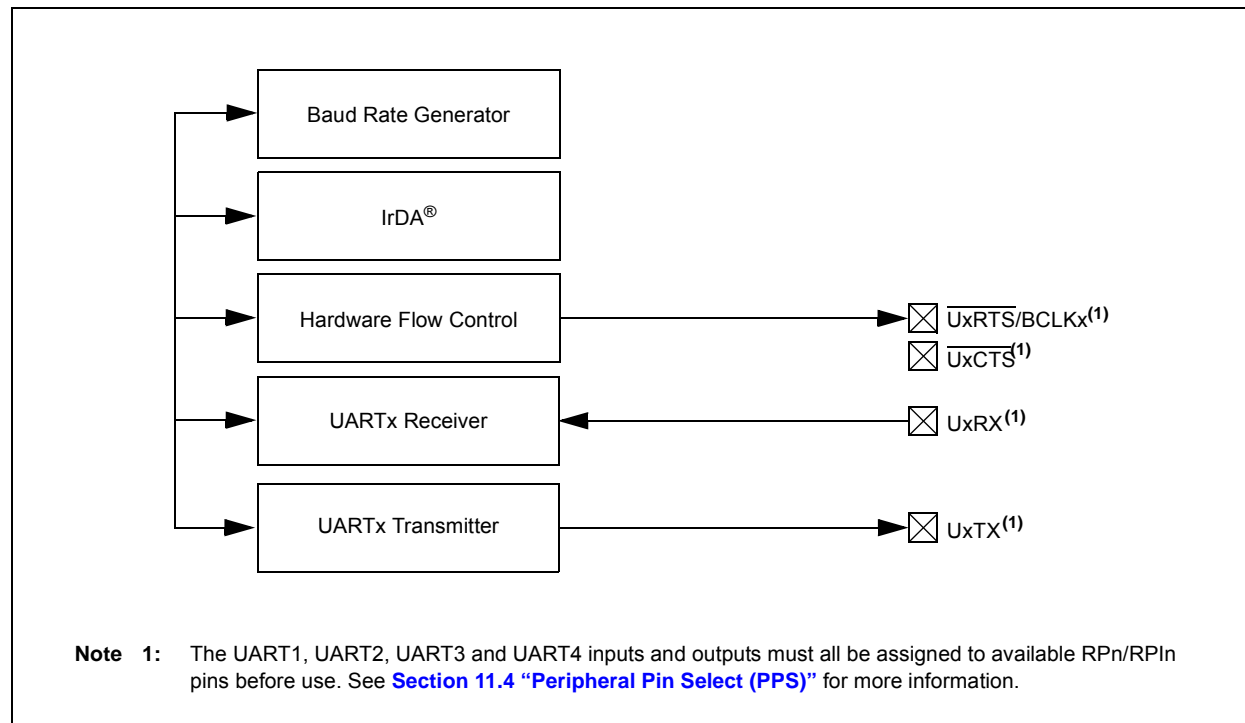 Baud Rate Generator
IrDA®
Hardware Flow Control
UxRTS/BCLKx(1)
UxCTS(1)
UARTx Receiver
UxRX(1)
UARTx Transmitter
UxTX(1)
Note 1: The UART1, UART2, UART3 and UART4 inputs and outputs must all be assigned to available RPn/RPIn
pins before use. See Section 11.4 “Peripheral Pin Select (PPS)” for more information.